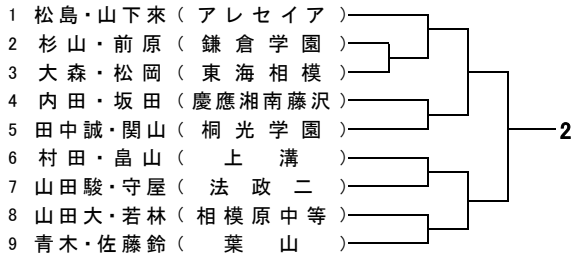 1 松島・山下來 ( アレセイア )
2 杉山・前原 ( 鎌倉学園 )
3 大森・松岡 ( 東海相模 )
4 内田・坂田 ( 慶應湘南藤沢 )
5 田中誠・関山 ( 桐光学園 )
2
6 村田・畠山 ( 上溝 )
7 山田駿・守屋 ( 法政二 )
8 山田大・若林 ( 相模原中等 )
9 青木・佐藤鈴 ( 葉山 )